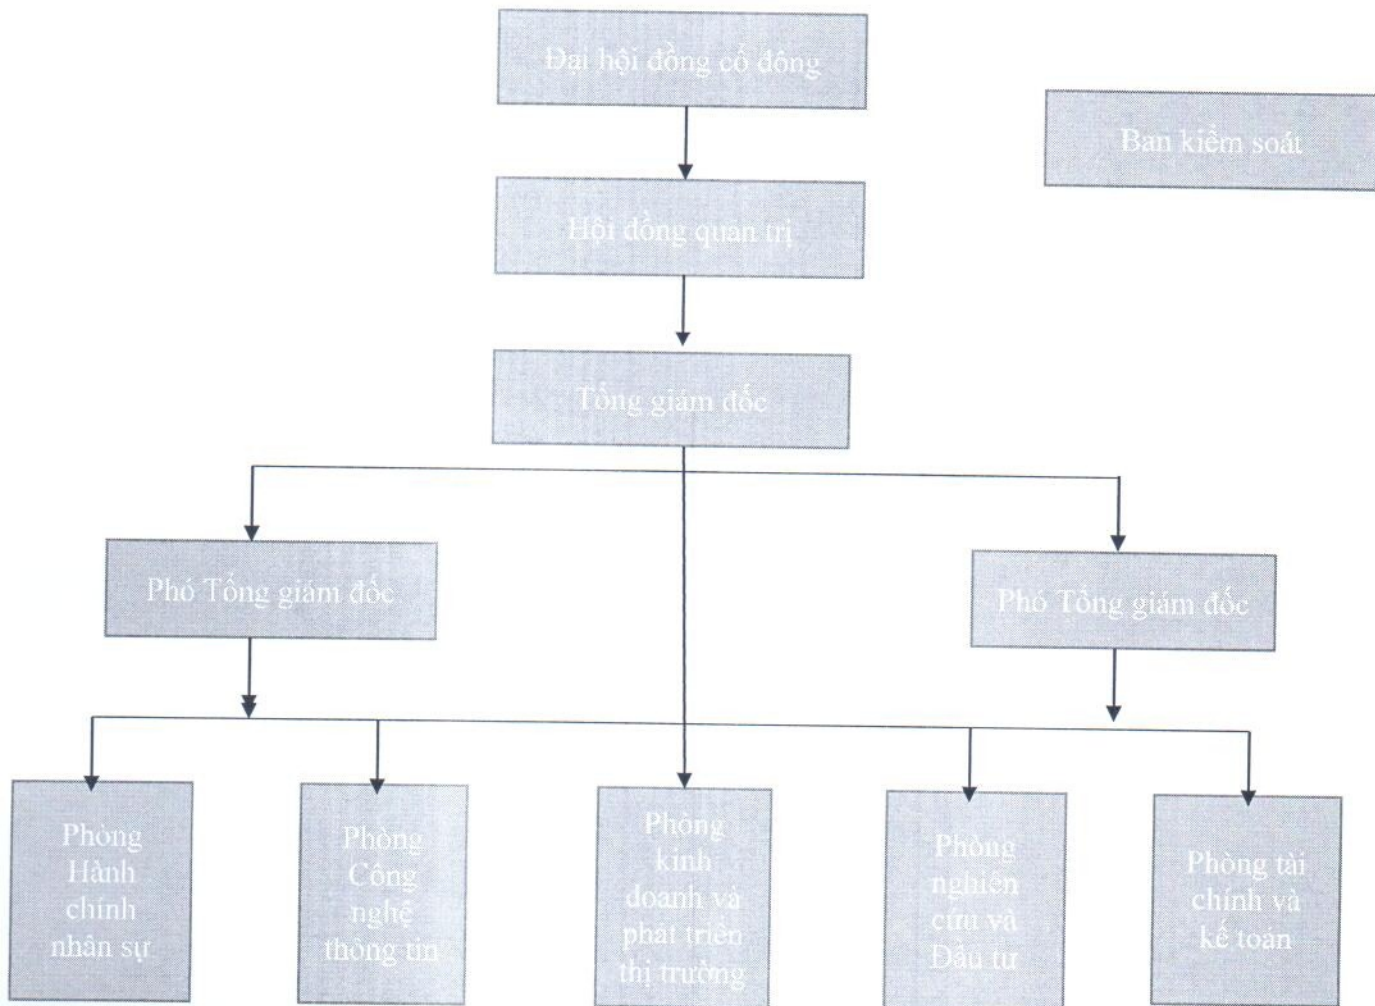 Đại hội đồng cổ đông
Ban kiểm soát
Hội đồng quản trị
Tổng giám đốc
Phó Tổng giám đốc
Phó Tổng giám đốc
Phòng
Hành
chính
nhân sự
Phòng
Công
nghệ
thông tin
Phòng
kinh
doanh và
phát triển
thị trường
Phòng
nghiên
cứu và
Đầu tư
Phòng tài
chính và
kế toán